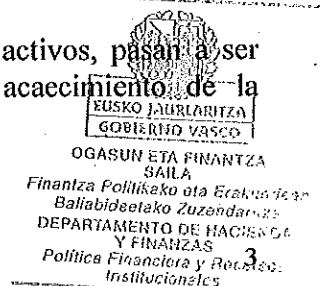 activos, pasan a ser
acaecimiento de la
EUSKO JAURLARITZA
GOBIERNO VASCO
OGASUN ETA FINANTZA
SAILA
Finantza Politikako eta
Baliabideetako
DEPARTAMENTO DE HACIENDA
Y FINANZAS
Política Financiera y
Institucionales
3